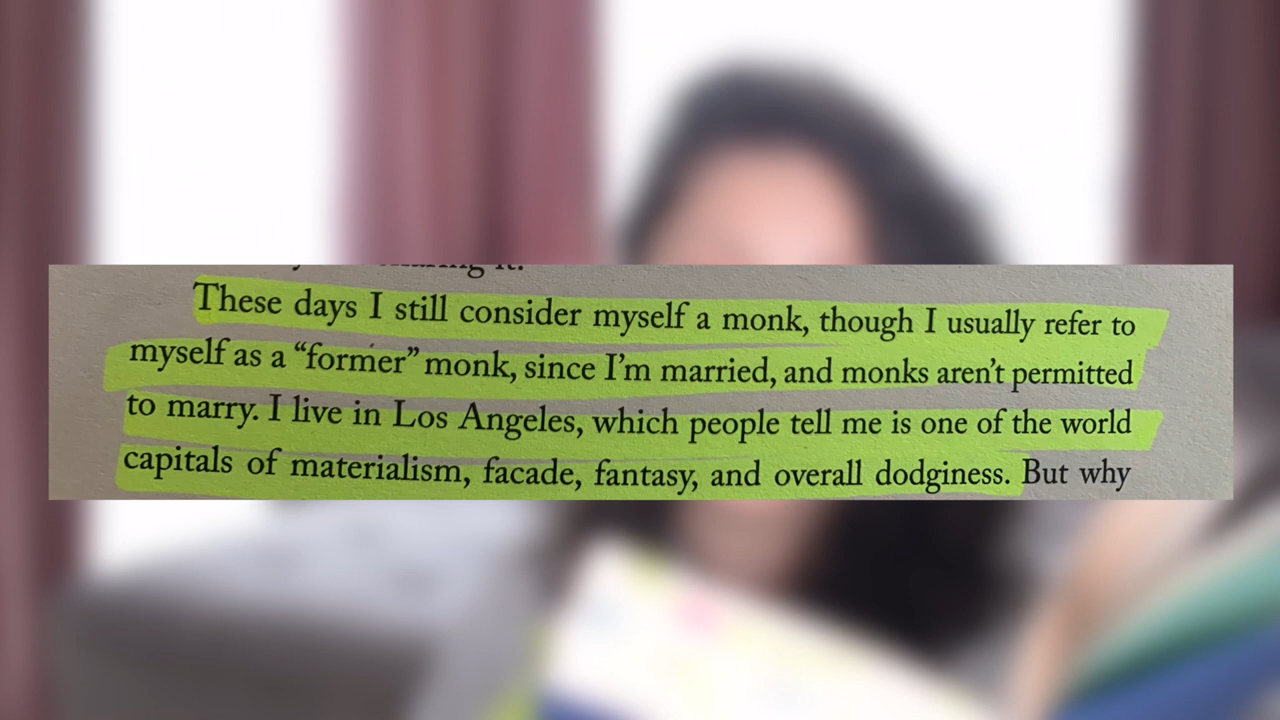 These days I still consider myself a monk, though I usually refer to
myself as a “former” monk, since I’m married, and monks aren’t permitted
to marry. I live in Los Angeles, which people tell me is one of the world
capitals of materialism, facade, fantasy, and overall dodginess. But why